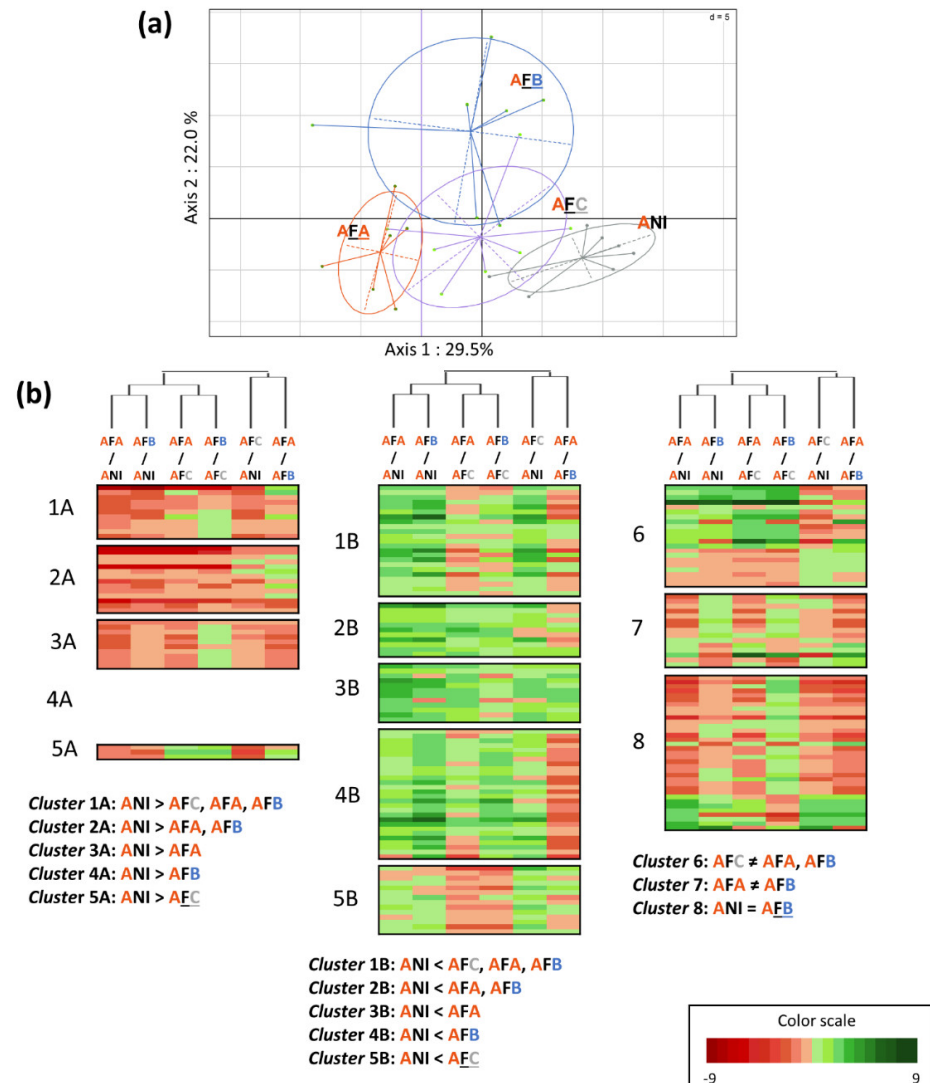 (a)
d = 5
AFB
AFC
AFA
ANI
Axis 2 : 22.0 %
Axis 1 : 29.5%
(b)
AFA AFB AFA AFB AFC AFA
/ / / / / /
ANI ANI AFC AFC ANI AFB
1A
2A
3A
4A
5A
Cluster 1A: ANI > AFC, AFA, AFB
Cluster 2A: ANI > AFA, AFB
Cluster 3A: ANI > AFA
Cluster 4A: ANI > AFB
Cluster 5A: ANI > AFC
AFA AFB AFA AFB AFC AFA
/ / / / / /
ANI ANI AFC AFC ANI AFB
1B
2B
3B
4B
5B
Cluster 1B: ANI < AFC, AFA, AFB
Cluster 2B: ANI < AFA, AFB
Cluster 3B: ANI < AFA
Cluster 4B: ANI < AFB
Cluster 5B: ANI < AFC
AFA AFB AFA AFB AFC AFA
/ / / / / /
ANI ANI AFC AFC ANI AFB
6
7
8
Cluster 6: AFC ≠ AFA, AFB
Cluster 7: AFA ≠ AFB
Cluster 8: ANI = AFB
Color scale
-9 9